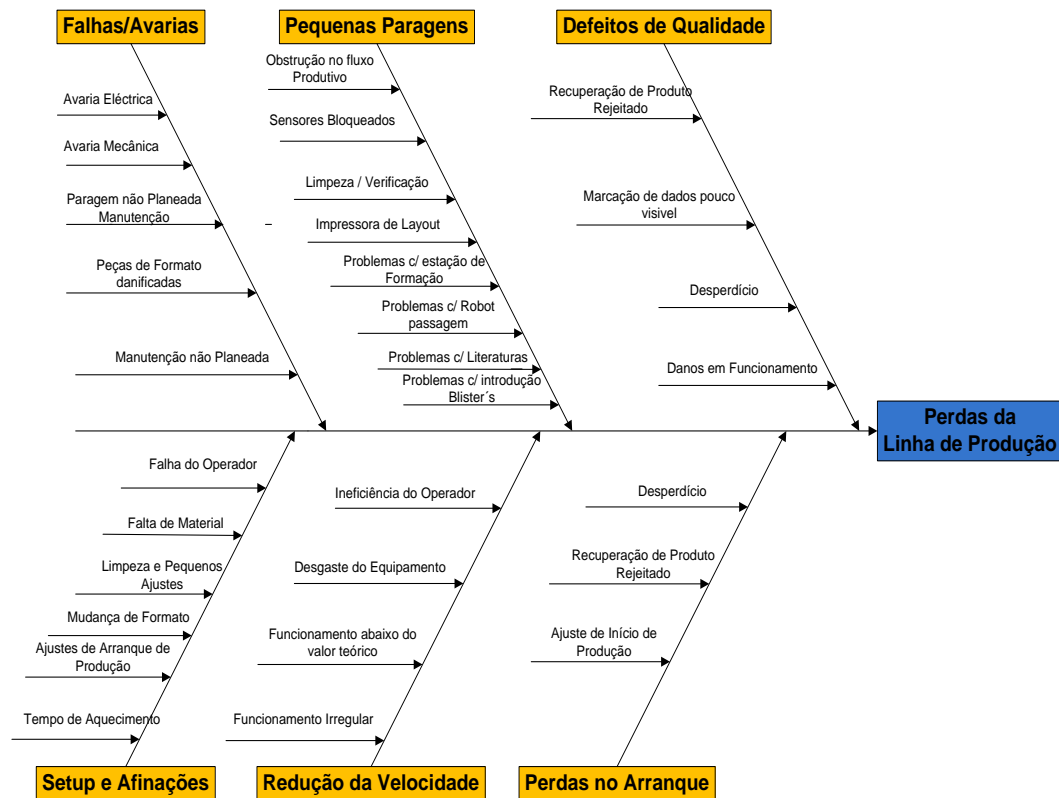 Falhas/Avarias
Pequenas Paragens
Defeitos de Qualidade
Avaria Eléctrica
Avaria Mecânica
Paragem não Planeada
Manutenção
Peças de Formato
danificadas
Manutenção não Planeada
Obstrução no fluxo
Produtivo
Sensores Bloqueados
Limpeza / Verificação
Impressora de Layout
Problemas c/ estação de
Formação
Problemas c/ Robot
passagem
Problemas c/ Literaturas
Problemas c/ introdução
Blister´s
Recuperação de Produto
Rejeitado
Marcação de dados pouco
visivel
Desperdício
Danos em Funcionamento
Perdas da
Linha de Produção
Falha do Operador
Falta de Material
Limpeza e Pequenos
Ajustes
Mudança de Formato
Ajustes de Arranque de
Produção
Tempo de Aquecimento
Ineficiência do Operador
Desgaste do Equipamento
Funcionamento abaixo do
valor teórico
Funcionamento Irregular
Desperdício
Recuperação de Produto
Rejeitado
Ajuste de Início de
Produção
Setup e Afinações
Redução da Velocidade
Perdas no Arranque